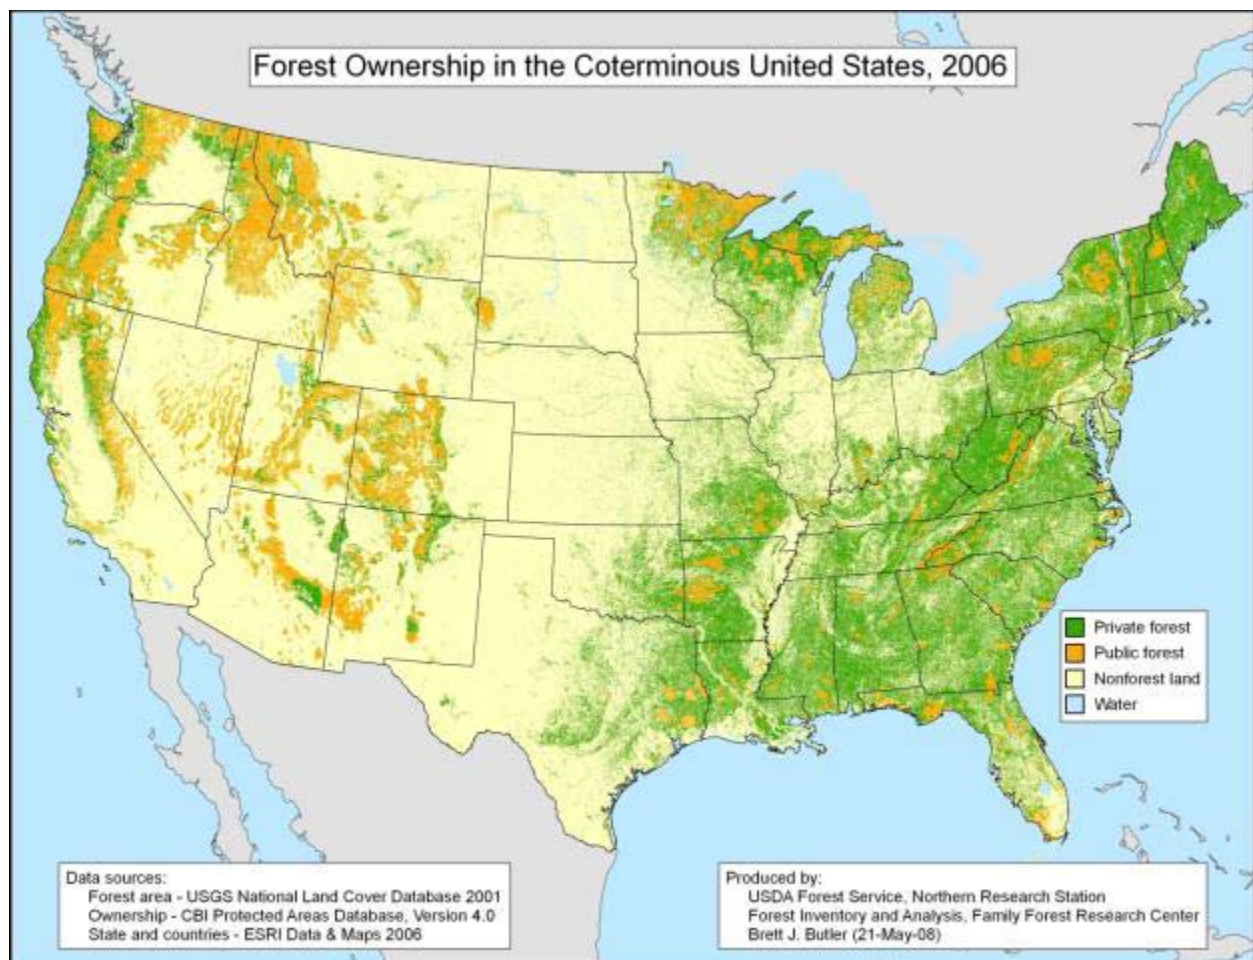 Forest Ownership in the Coterminous United States, 2006
Private forest
Public forest
Nonforest land
Water
Data sources:
Forest area - USGS National Land Cover Database 2001
Ownership - CBI Protected Areas Database, Version 4.0
State and countries - ESRI Data & Maps 2006
Produced by:
USDA Forest Service, Northern Research Station
Forest Inventory and Analysis, Family Forest Research Center
Brett J. Butler (21-May-08)